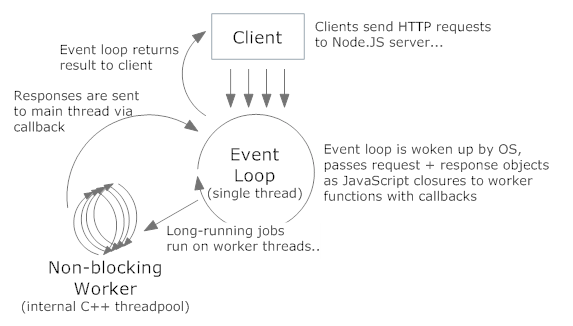 Client
Clients send HTTP requests
to Node.JS server...
Event loop returns
result to client
Responses are sent
to main thread via
callback
Event
Loop
(single thread)
Event loop is woken up by OS,
passes request + response objects
as JavaScript closures to worker
functions with callbacks
Long-running jobs
run on worker threads..
Non-blocking
Worker
(internal C++ threadpool)